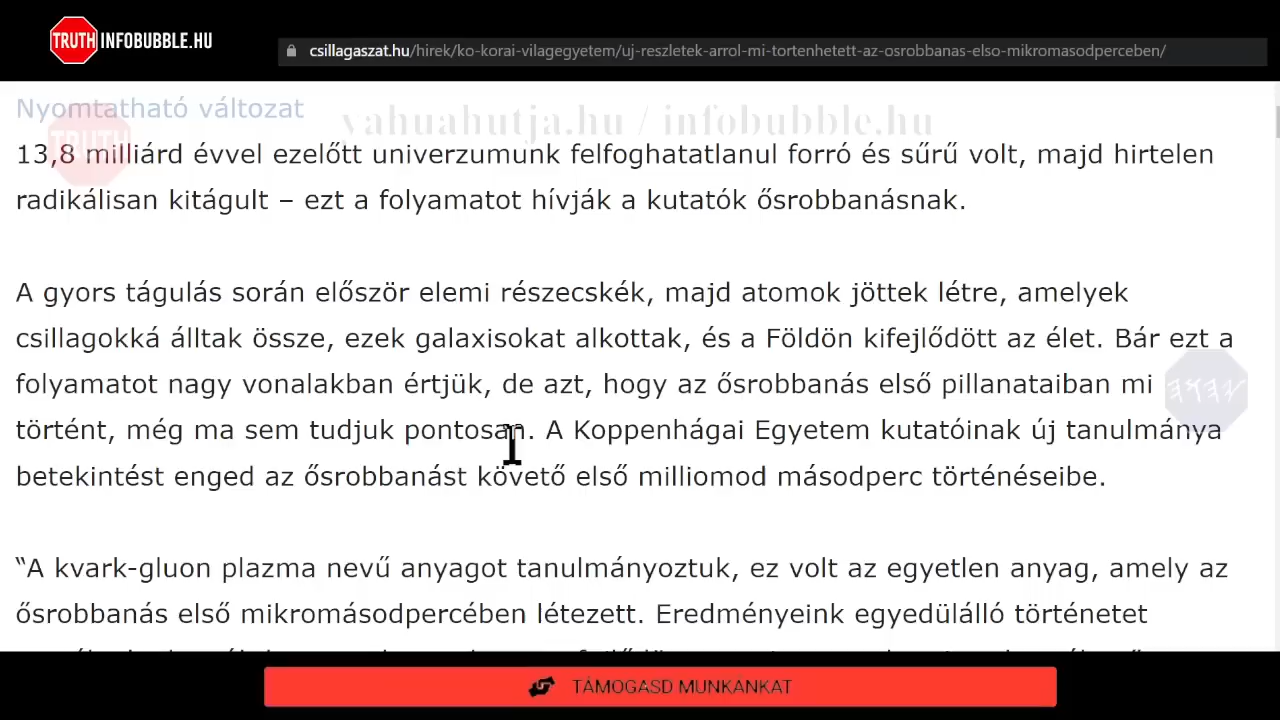 TRUTH INFOBUBBLE.HU
csillagaszat.hu/hirek/ko-korai-vilagegyetem/uj-reszletek-arrol-mi-tortenhetett-az-osrobbanas-elso-mikromasodperceben/
Nyomtatható változat
yahuahutja.hu / infobubble.hu
TRUTH
13,8 milliárd évvel ezelőtt univerzumunk felfoghatatlanul forró és sűrű volt, majd hirtelen
radikálisan kitágult – ezt a folyamatot hívják a kutatók ősrobbanásnak.
A gyors tágulás során először elemi részecskék, majd atomok jöttek létre, amelyek
csillagokká álltak össze, ezek galaxisokat alkottak, és a Földön kifejlődött az élet. Bár ezt a
folyamatot nagy vonalakban értjük, de azt, hogy az ősrobbanás első pillanataiban mi
történt, még ma sem tudjuk pontosan. A Koppenhágai Egyetem kutatóinak új tanulmánya
betekintést enged az ősrobbanást követő első milliomod másodperc történéseibe.
“A kvark-gluon plazma nevű anyagot tanulmányoztuk, ez volt az egyetlen anyag, amely az
ősrobbanás első mikromásodpercében létezett. Eredményeink egyedülálló történetet
TÁMOGASD MUNKANKAT